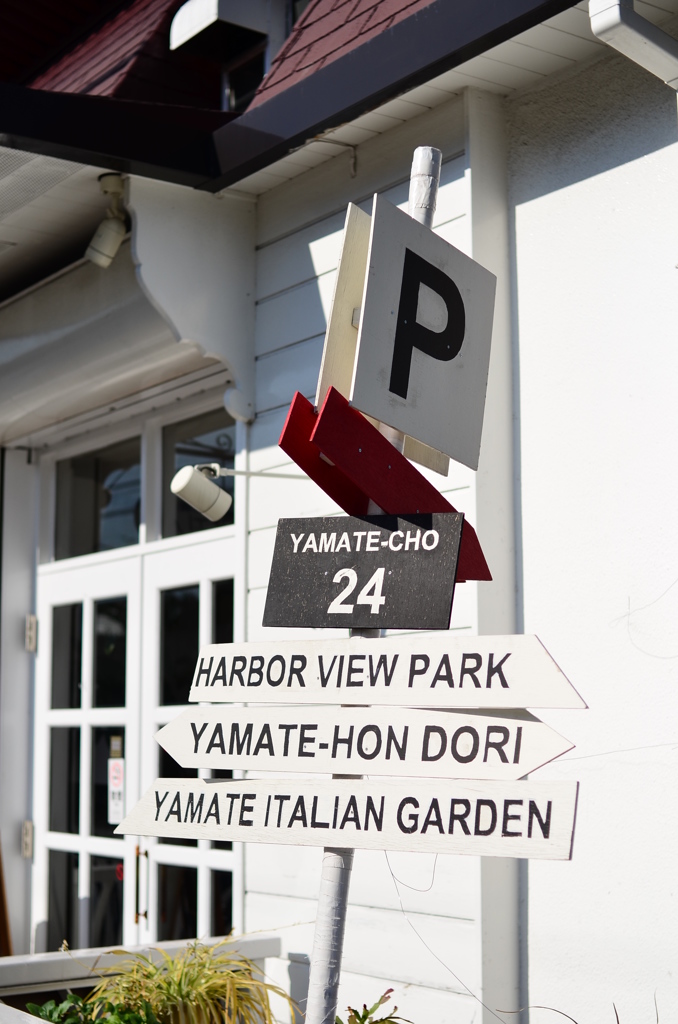 P
YAMATE-CHO
24
HARBOR VIEW PARK
YAMATE-HON DORI
YAMATE ITALIAN GARDEN